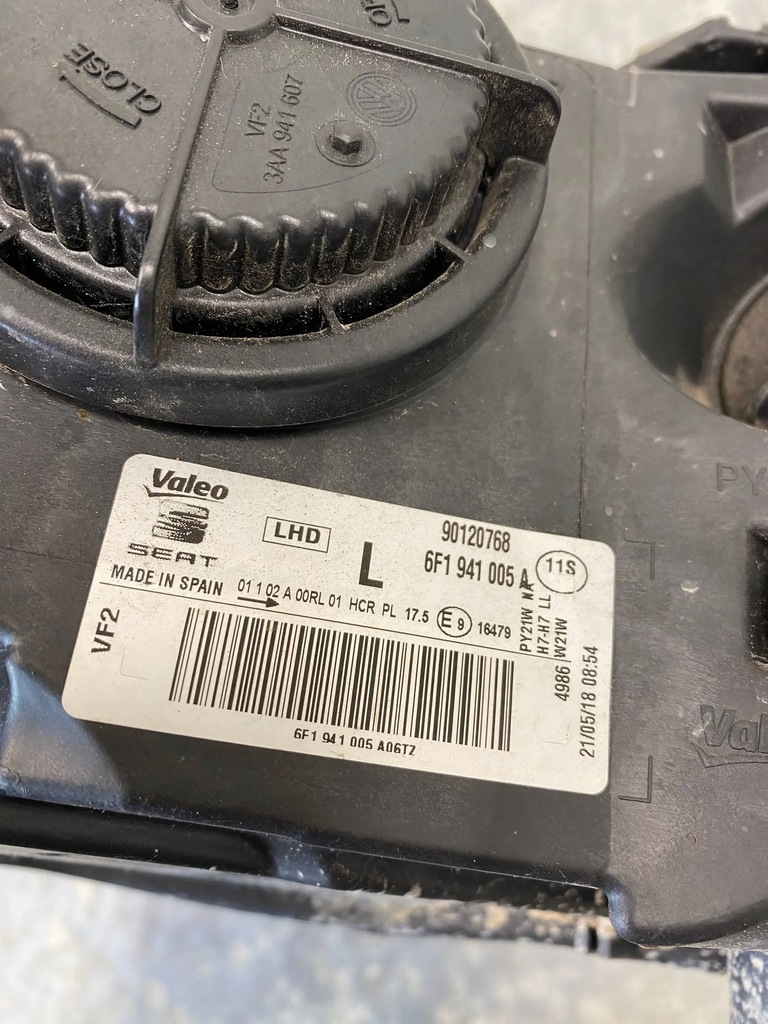 CLOSE
VF2
3AA 941 607
Valeo
SEAT
LHD
L
90120768
6F1 941 005 A
11S
MADE IN SPAIN
01 1 02 A 00RL 01 HCR PL 17.5
E 9
16479
PY21W
H7-H7 LL
W21W
4986
21/05/18 08:54
VF2
6F1 941 005 A06TZ
PY
Val